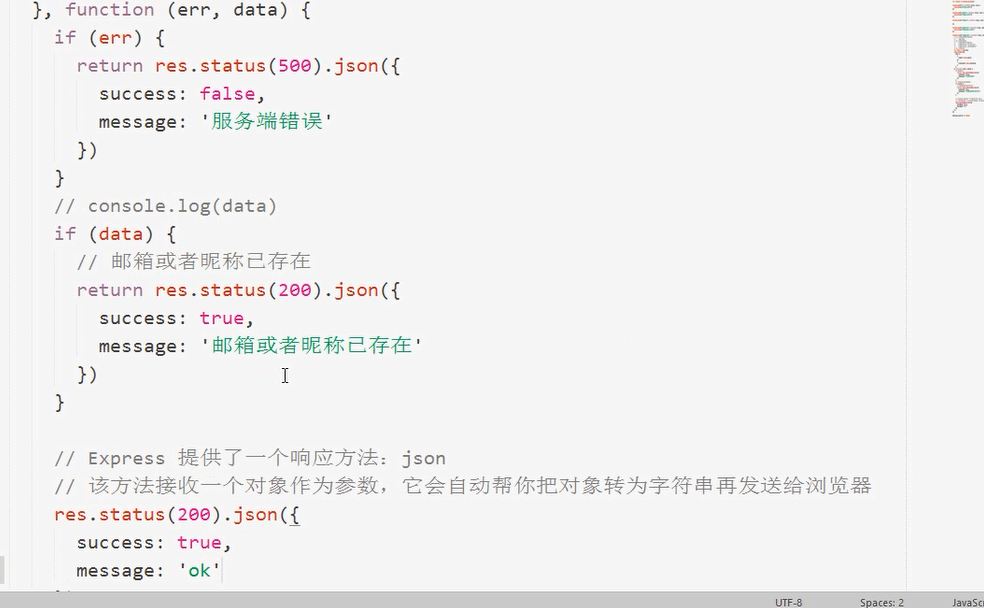 }, function (err, data) {
if (err) {
return res.status(500).json({
success: false,
message: '服务端错误'
})
}
// console.log(data)
if (data) {
// 邮箱或者昵称已存在
return res.status(200).json({
success: true,
message: '邮箱或者昵称已存在'
})
}
// Express 提供了一个响应方法: json
// 该方法接收一个对象作为参数，它会自动帮你把对象转为字符串再发送给浏览器
res.status(200).json({
success: true,
message: 'ok'
UTF-8 Spaces: 2 JavaScr